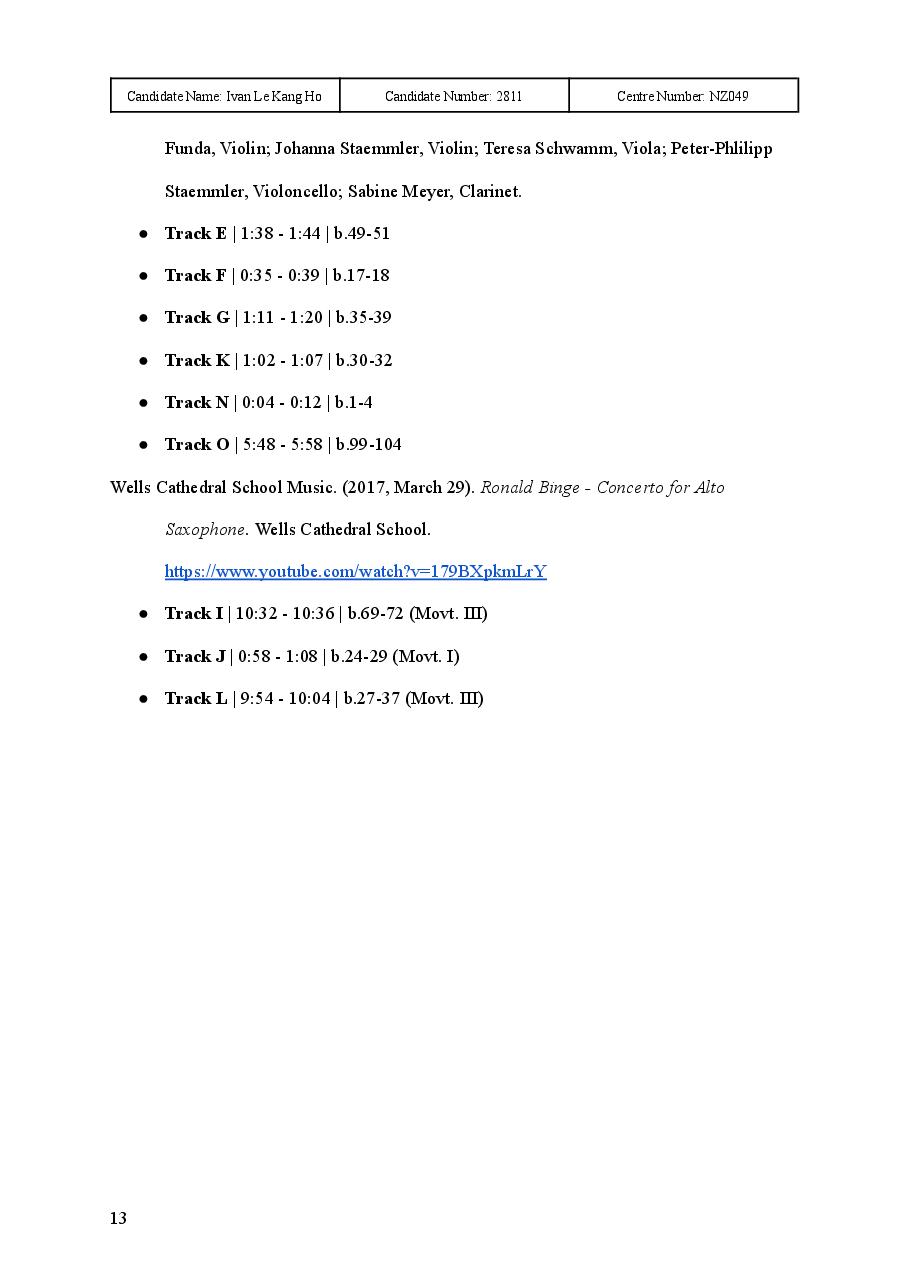 Candidate Name: Ivan Le Kang Ho Candidate Number: 2811 Centre Number: NZ049
Funda, Violin; Johanna Staemmler, Violin; Teresa Schwamm, Viola; Peter-Phlilipp
Staemmler, Violoncello; Sabine Meyer, Clarinet.
● Track E | 1:38 - 1:44 | b.49-51
● Track F | 0:35 - 0:39 | b.17-18
● Track G | 1:11 - 1:20 | b.35-39
● Track K | 1:02 - 1:07 | b.30-32
● Track N | 0:04 - 0:12 | b.1-4
● Track O | 5:48 - 5:58 | b.99-104
Wells Cathedral School Music. (2017, March 29). Ronald Binge - Concerto for Alto
Saxophone. Wells Cathedral School.
https://www.youtube.com/watch?v=179BXpkmLrY
● Track I | 10:32 - 10:36 | b.69-72 (Movt. III)
● Track J | 0:58 - 1:08 | b.24-29 (Movt. I)
● Track L | 9:54 - 10:04 | b.27-37 (Movt. III)
13